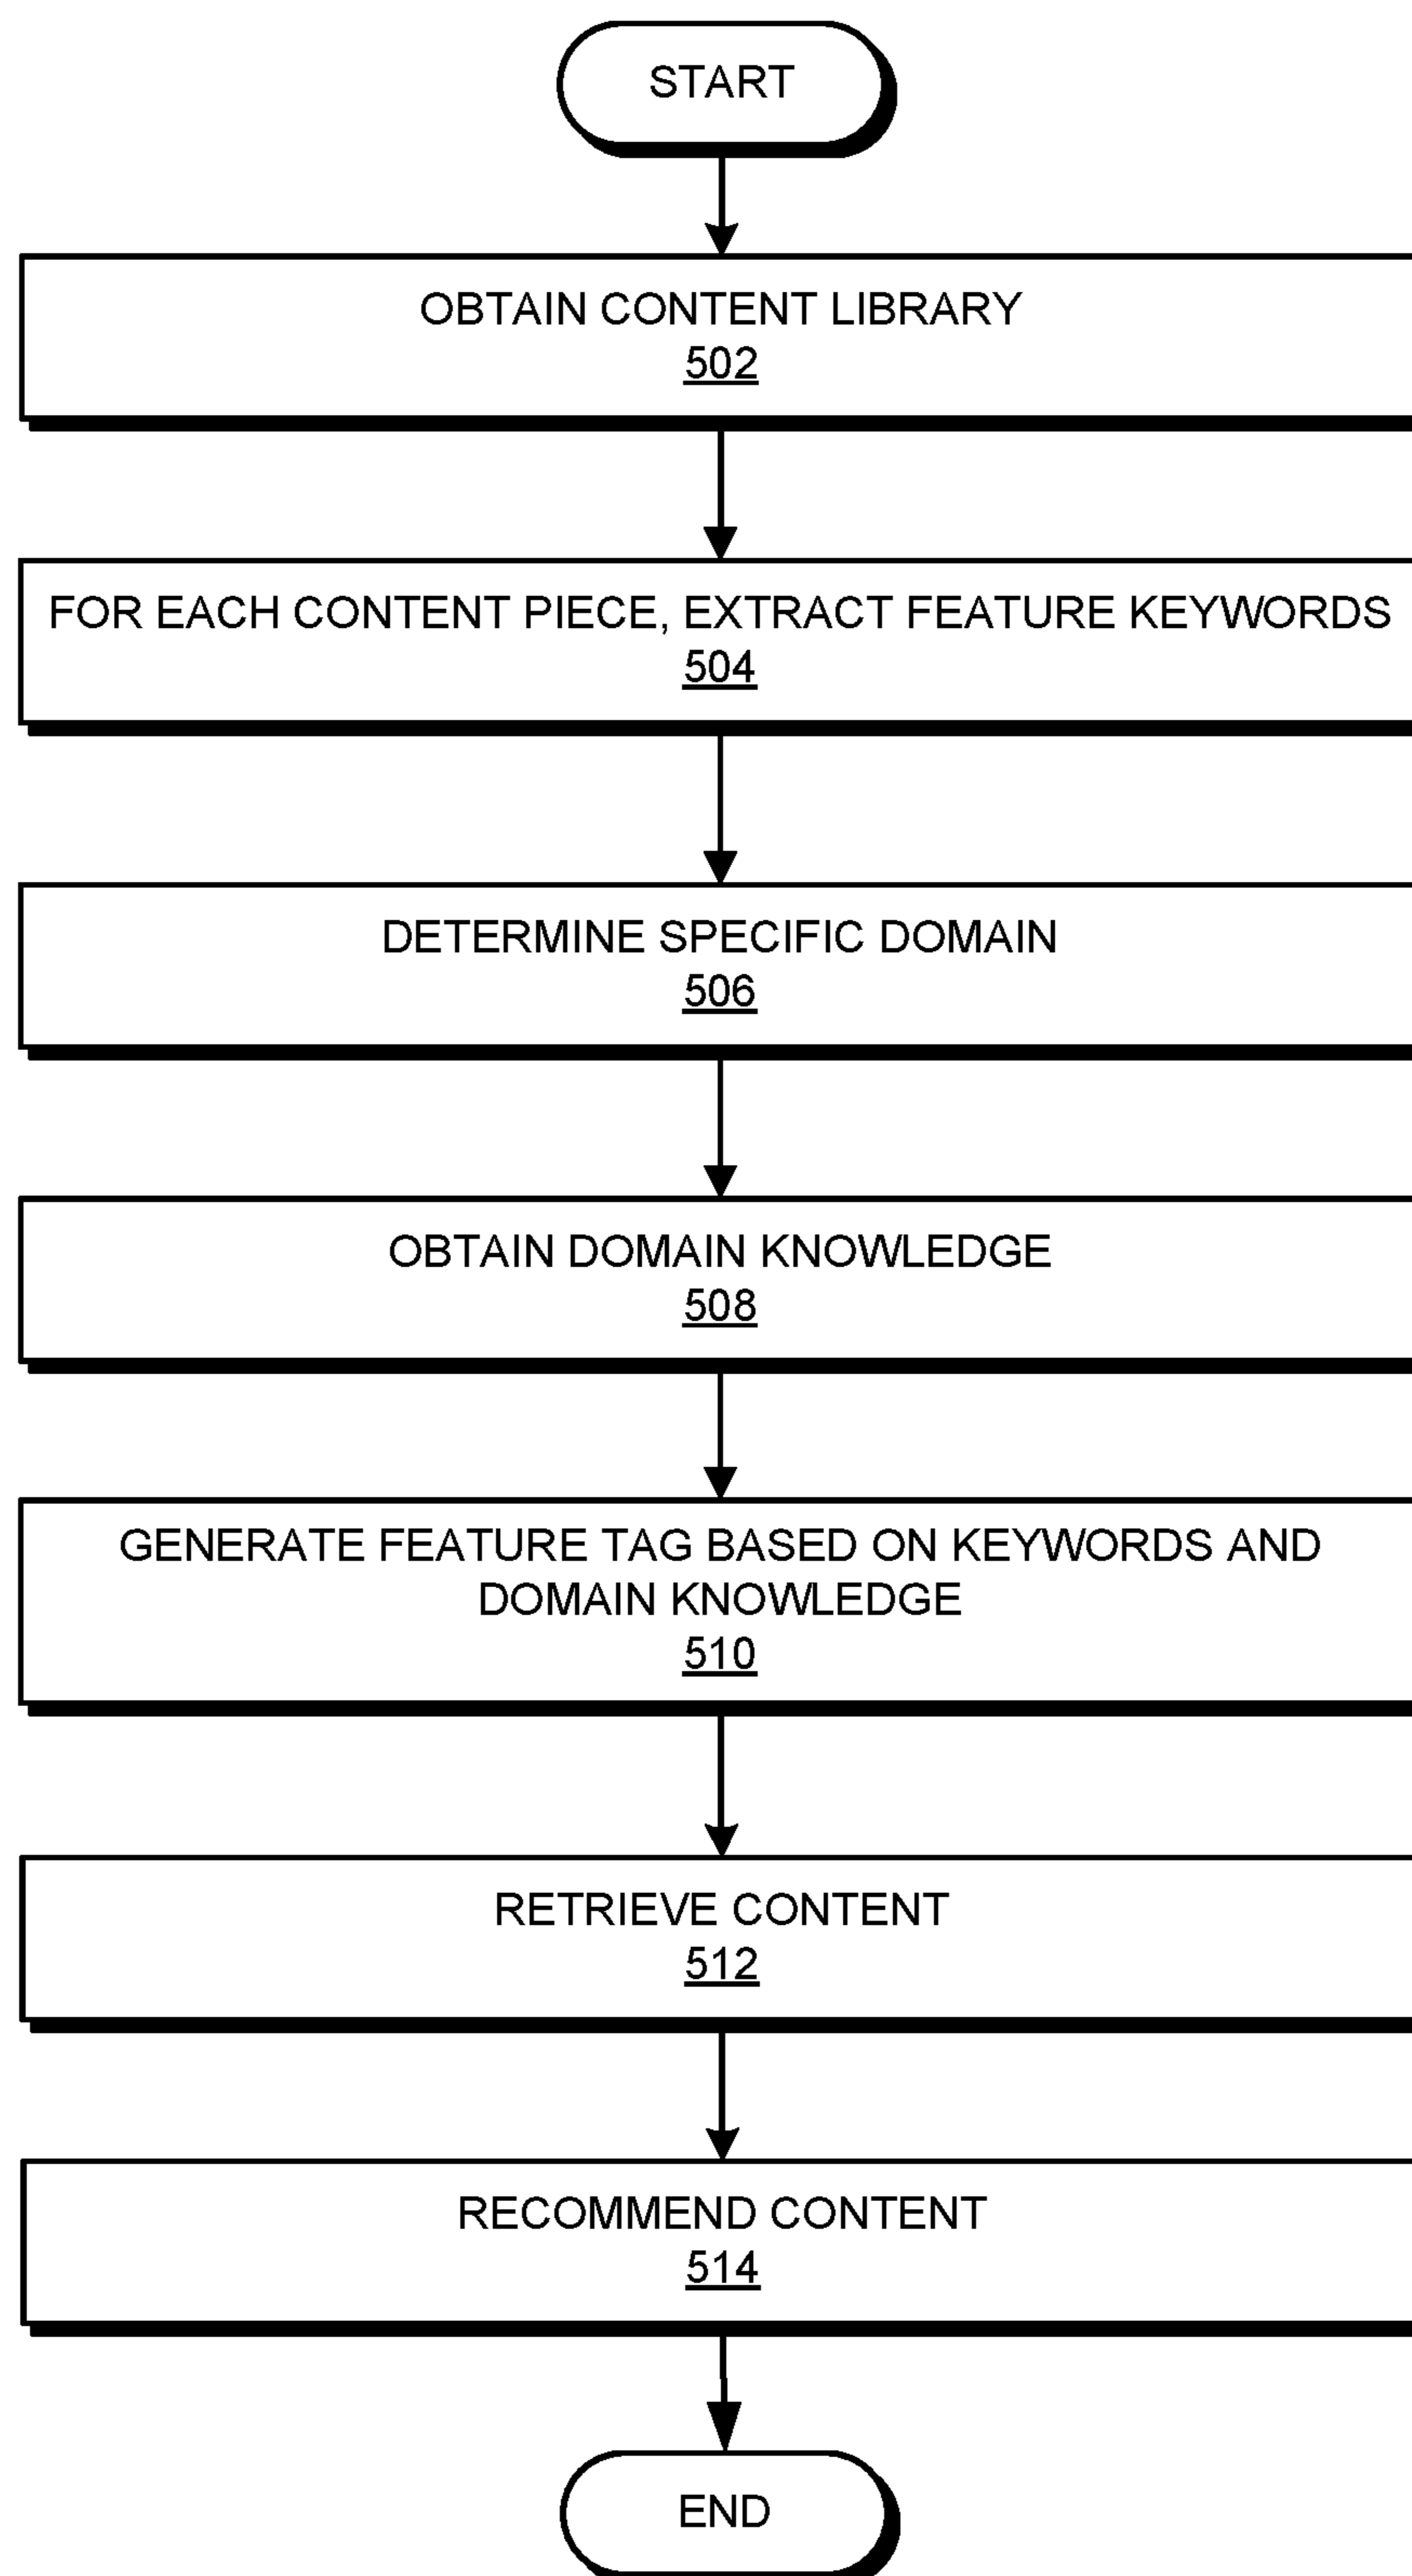 START
OBTAIN CONTENT LIBRARY
502
FOR EACH CONTENT PIECE, EXTRACT FEATURE KEYWORDS
504
DETERMINE SPECIFIC DOMAIN
506
OBTAIN DOMAIN KNOWLEDGE
508
GENERATE FEATURE TAG BASED ON KEYWORDS AND
DOMAIN KNOWLEDGE
510
RETRIEVE CONTENT
512
RECOMMEND CONTENT
514
END